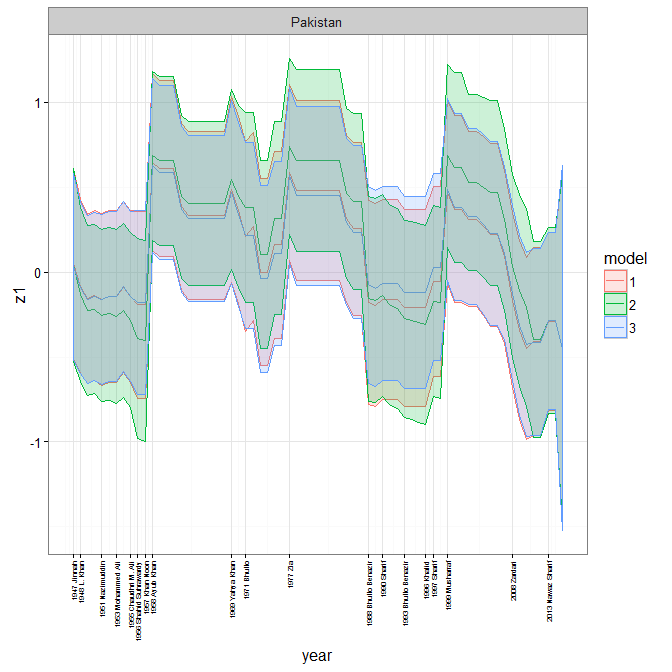 Pakistan
z1
1
0
-1
model
1
2
3
1947 Jinnah
1948 L. Khan
1951 Nazimuddin
1953 Mohammed Ali
1955 Chaudhri M. Ali
1956 Shahid Suhrawardy
1957 Khan Noon
1958 Ayub Khan
1969 Yahya Khan
1971 Bhutto
1977 Zia
1988 Bhutto Benazir
1990 Sharif
1993 Bhutto Benazir
1996 Khalid
1997 Sharif
1999 Musharraf
2008 Zardari
2013 Nawaz Sharif
year